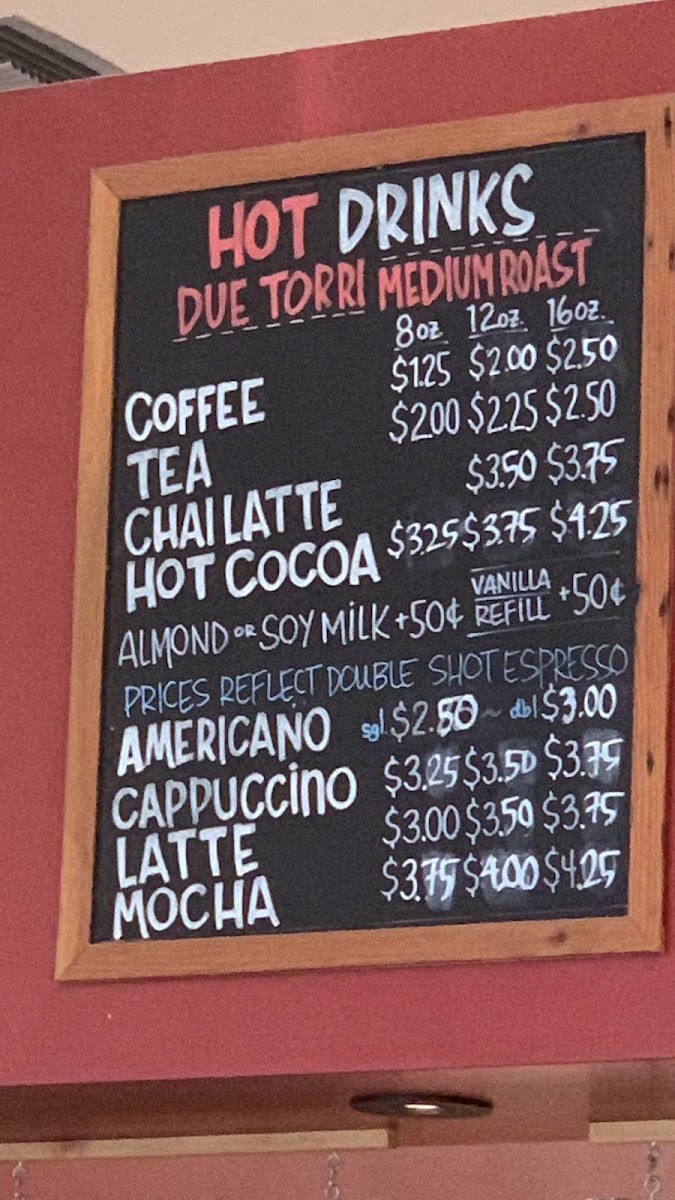 HOT DRINKS
DUE TORRI MEDIUM ROAST
8oz 12oz. 16oz.
COFFEE $1.25 $2.00 $2.50
TEA $2.00 $2.25 $2.50
CHAI LATTE $3.50 $3.75
HOT COCOA $3.25 $3.75 $4.25
ALMOND OR SOY MILK +50¢ VANILLA REFILL +50¢
PRICES REFLECT DOUBLE SHOT ESPRESSO
AMERICANO sgl. $2.50 ~ dbl $3.00
CAPPUCCINO $3.25 $3.50 $3.75
LATTE $3.00 $3.50 $3.75
MOCHA $3.75 $4.00 $4.25